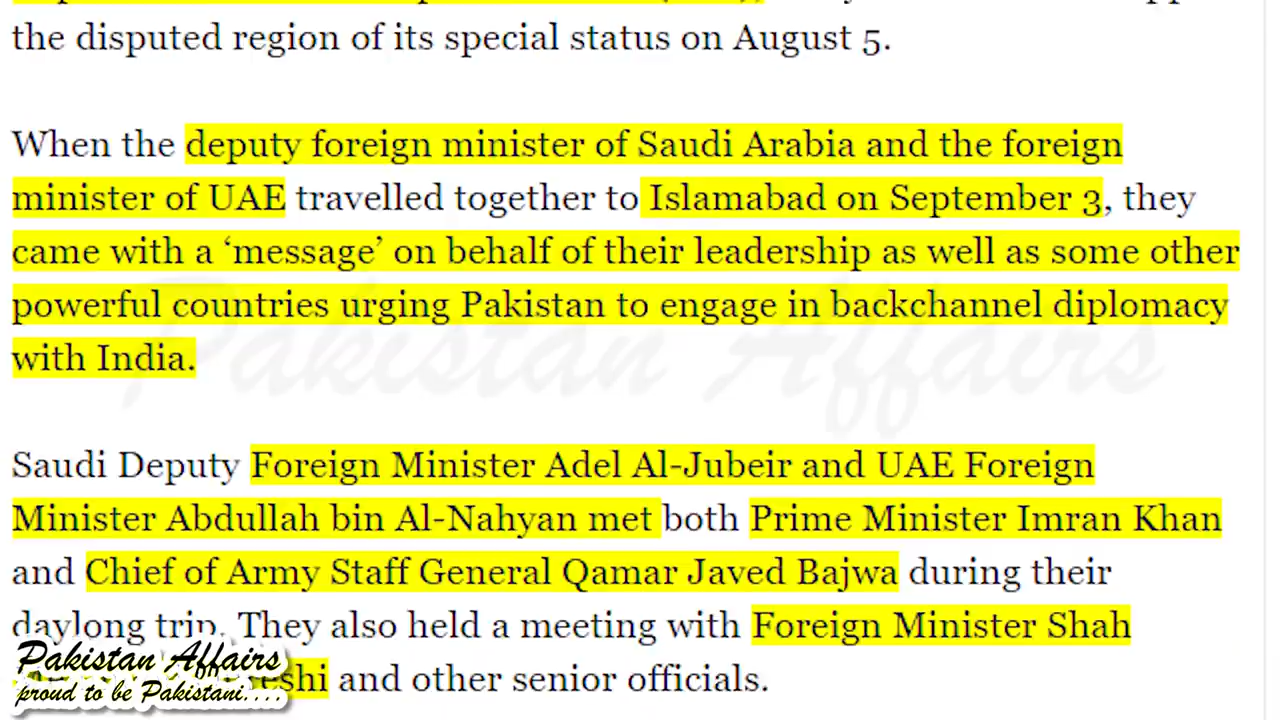 the disputed region of its special status on August 5.
When the deputy foreign minister of Saudi Arabia and the foreign
minister of UAE travelled together to Islamabad on September 3, they
came with a ‘message’ on behalf of their leadership as well as some other
powerful countries urging Pakistan to engage in backchannel diplomacy
with India.
Pakistan Affairs
Saudi Deputy Foreign Minister Adel Al-Jubeir and UAE Foreign
Minister Abdullah bin Al-Nahyan met both Prime Minister Imran Khan
and Chief of Army Staff General Qamar Javed Bajwa during their
daylong trip. They also held a meeting with Foreign Minister Shah
eshi and other senior officials.
Pakistan Affairs
proud to be Pakistani....